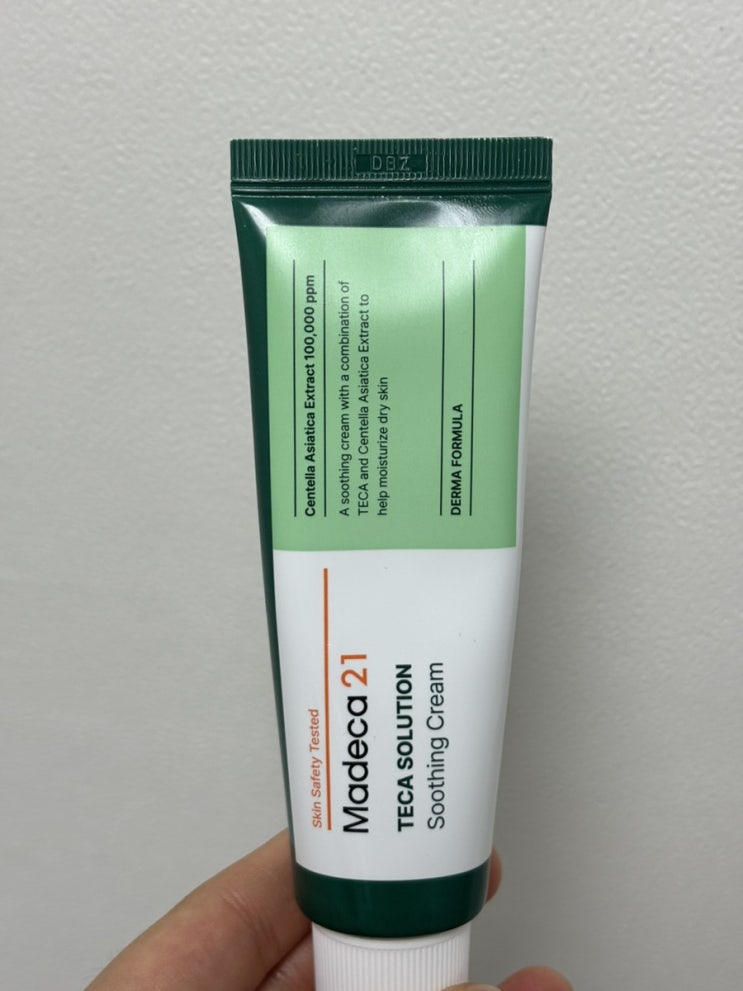 DBZ
Skin Safety Tested
Madeca 21
TECA SOLUTION
Soothing Cream
Centella Asiatica Extract 100,000 ppm
A soothing cream with a combination of
TECA and Centella Asiatica Extract to
help moisturize dry skin
DERMA FORMULA